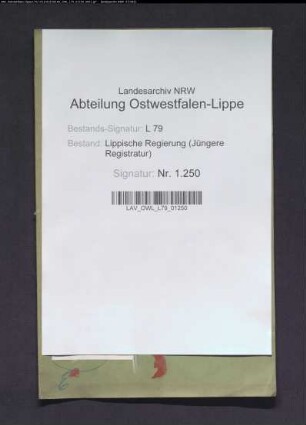 Landesarchiv NRW
Abteilung Ostwestfalen-Lippe
Bestands-Signatur: L 79
Bestand: Lippische Regierung (Jüngere
Registratur)
Signatur: Nr. 1.250
LAV_OWL_L79_01250